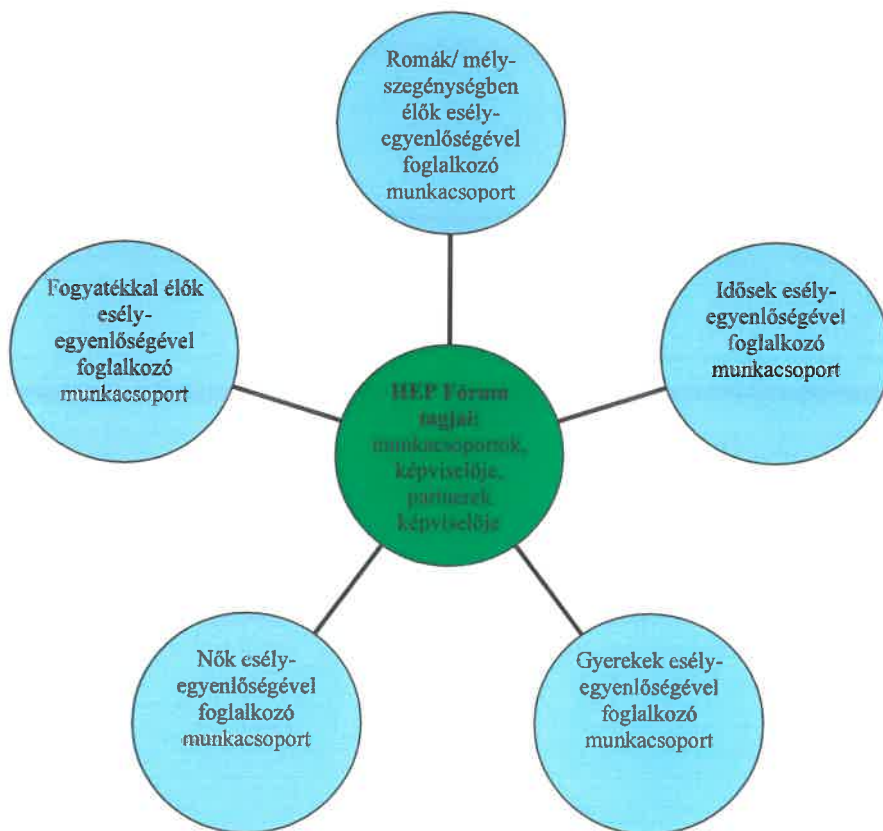 Romák/ mély-
szegénységben
élők esély-
egyenlőségével
foglalkozó
munkacsoport
Fogyatékkal élők
esély-
egyenlőségével
foglalkozó
munkacsoport
Idősek esély-
egyenlőségével
foglalkozó
munkacsoport
HEP Fórum
tagjai:
munkacsoportok,
képviselője,
partnerek
képviselője
Nők esély-
egyenlőségével
foglalkozó
munkacsoport
Gyerekek esély-
egyenlőségével
foglalkozó
munkacsoport